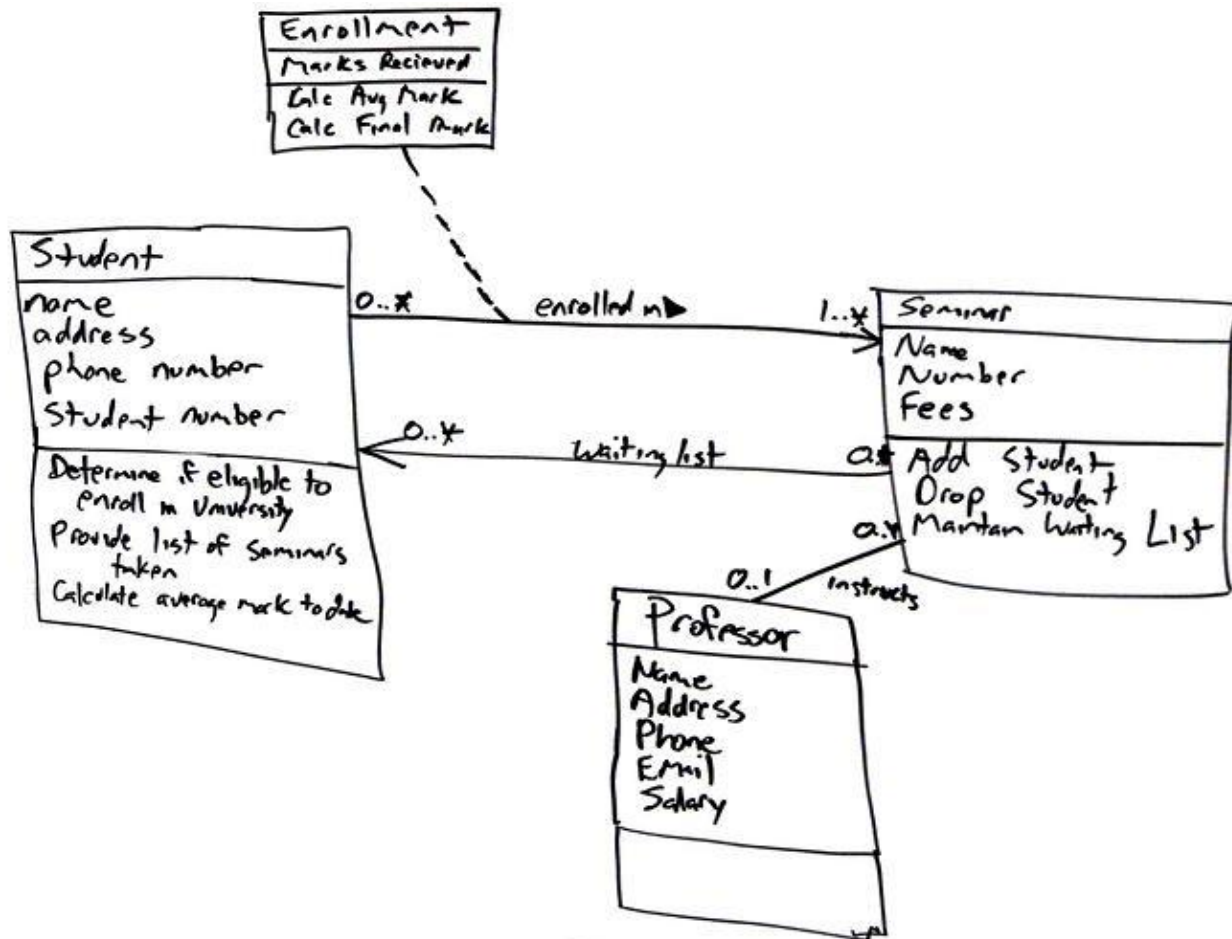 Enrollment
Marks Recieved
Calc Avg Mark
Calc Final Mark
Student
name
address
phone number
Student number
Determine if eligible to
enroll in University
Provide list of seminars
taken
Calculate average mark to date
0..*
enrolled in▶
1..*
0..*
Waiting list
0..*
Seminar
Name
Number
Fees
Add Student
Drop Student
Maintain Waiting List
0..*
instructs
0..1
Professor
Name
Address
Phone
Email
Salary